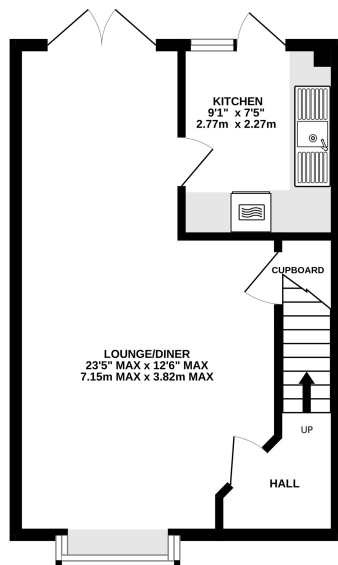 KITCHEN
9'1" x 7'5"
2.77m x 2.27m
CUPBOARD
LOUNGE/DINER
23'5" MAX x 12'6" MAX
7.15m MAX x 3.82m MAX
UP
HALL